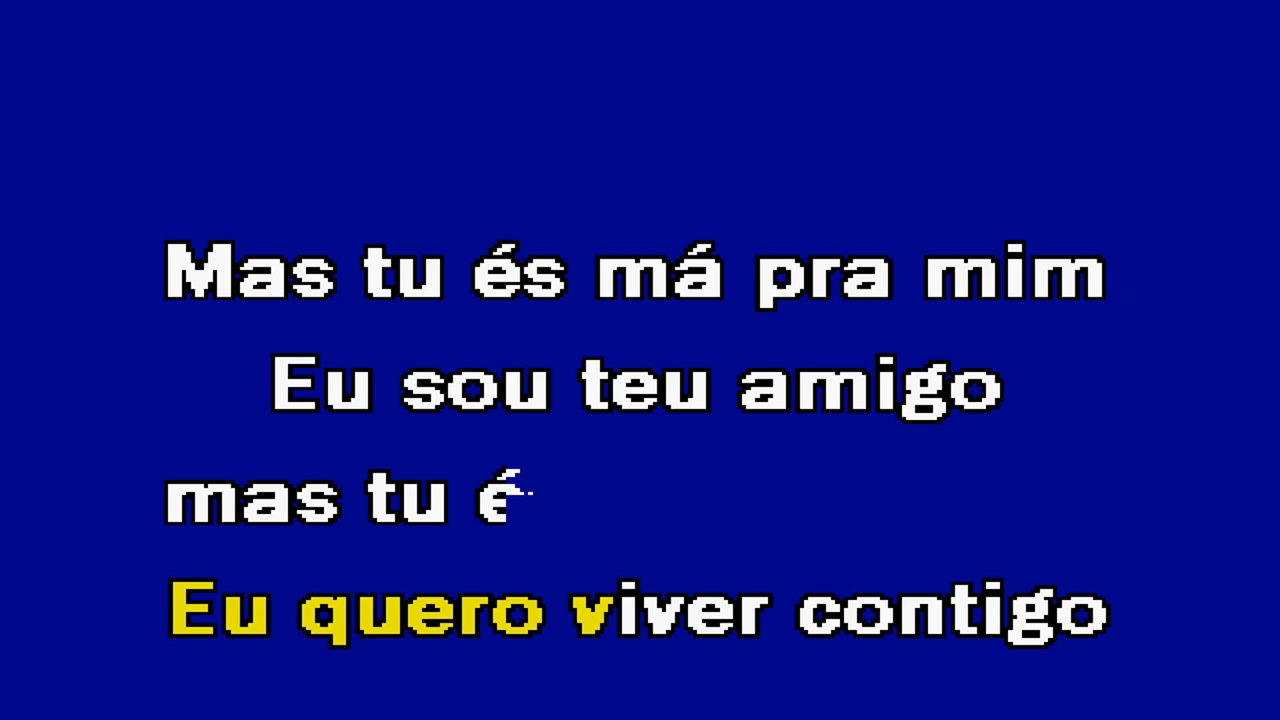 Mas tu és má pra mim
Eu sou teu amigo
mas tu é
Eu quero viver contigo